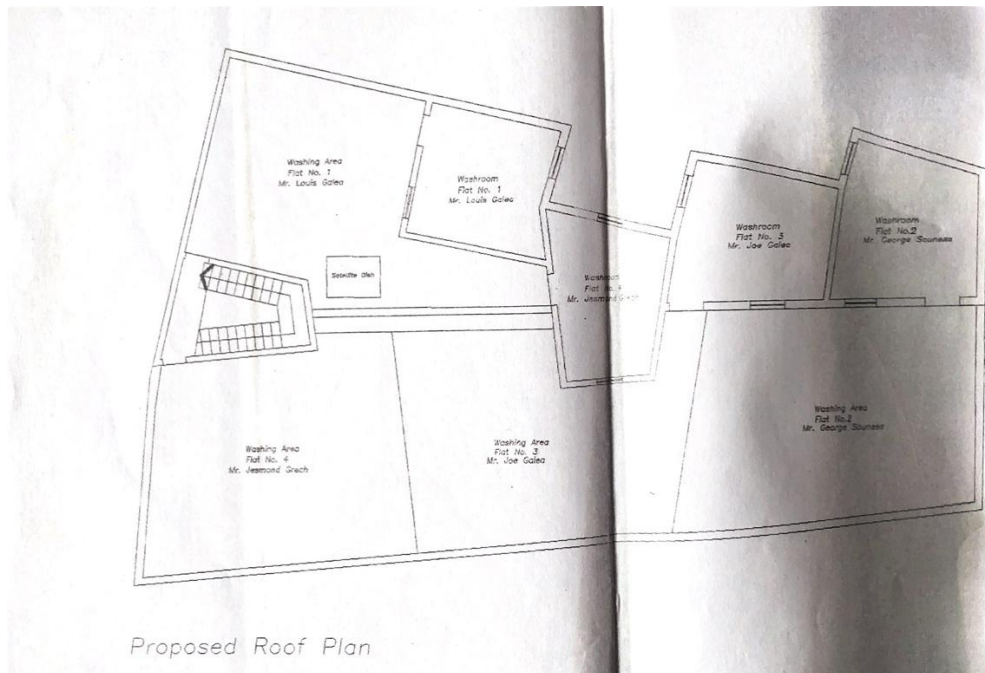 Washing Area
Flat No. 1
Mr. Louis Galea
Washroom
Flat No. 1
Mr. Louis Galea
Washroom
Flat No. 3
Mr. Joe Galea
Washroom
Flat No.2
Mr. George
Satellite Dish
Washroom
Flat No. 4
Mr. Jesmond Grech
Washing Area
Flat No.2
Mr. George
Washing Area
Flat No. 3
Mr. Joe Galea
Washing Area
Flat No. 4
Mr. Jesmond Grech
Proposed Roof Plan